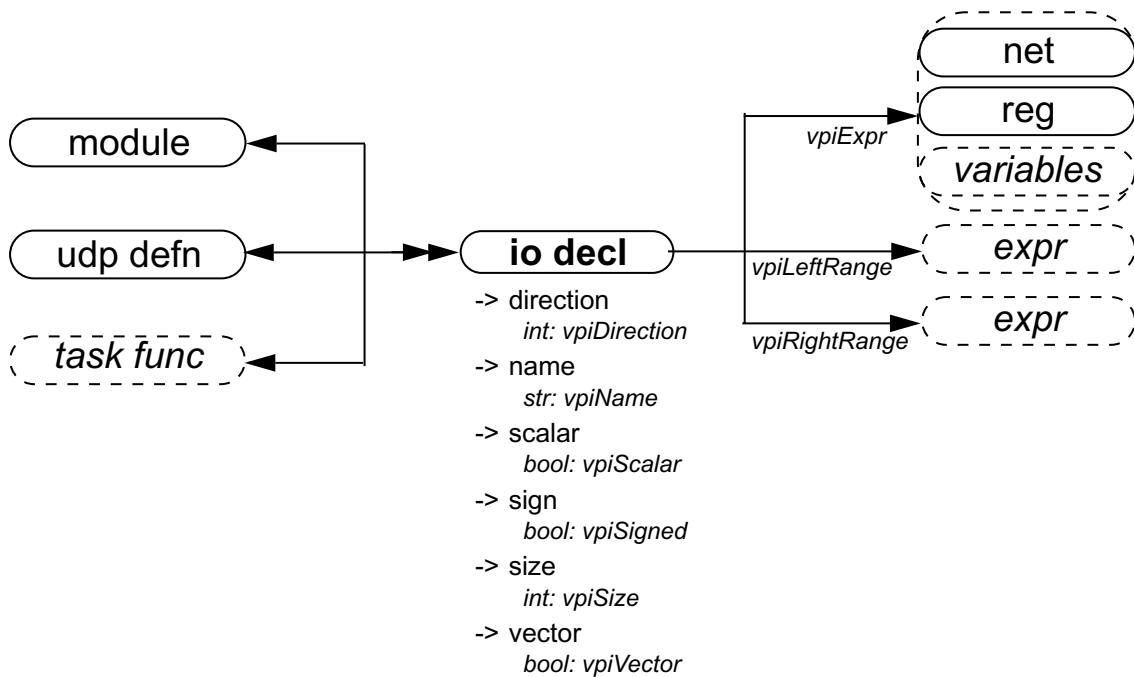 module
udp defn
task func
io decl
-> direction
int: vpiDirection
-> name
str: vpiName
-> scalar
bool: vpiScalar
-> sign
bool: vpiSigned
-> size
int: vpiSize
-> vector
bool: vpiVector
vpiExpr
vpiLeftRange
vpiRightRange
net
reg
variables
expr
expr